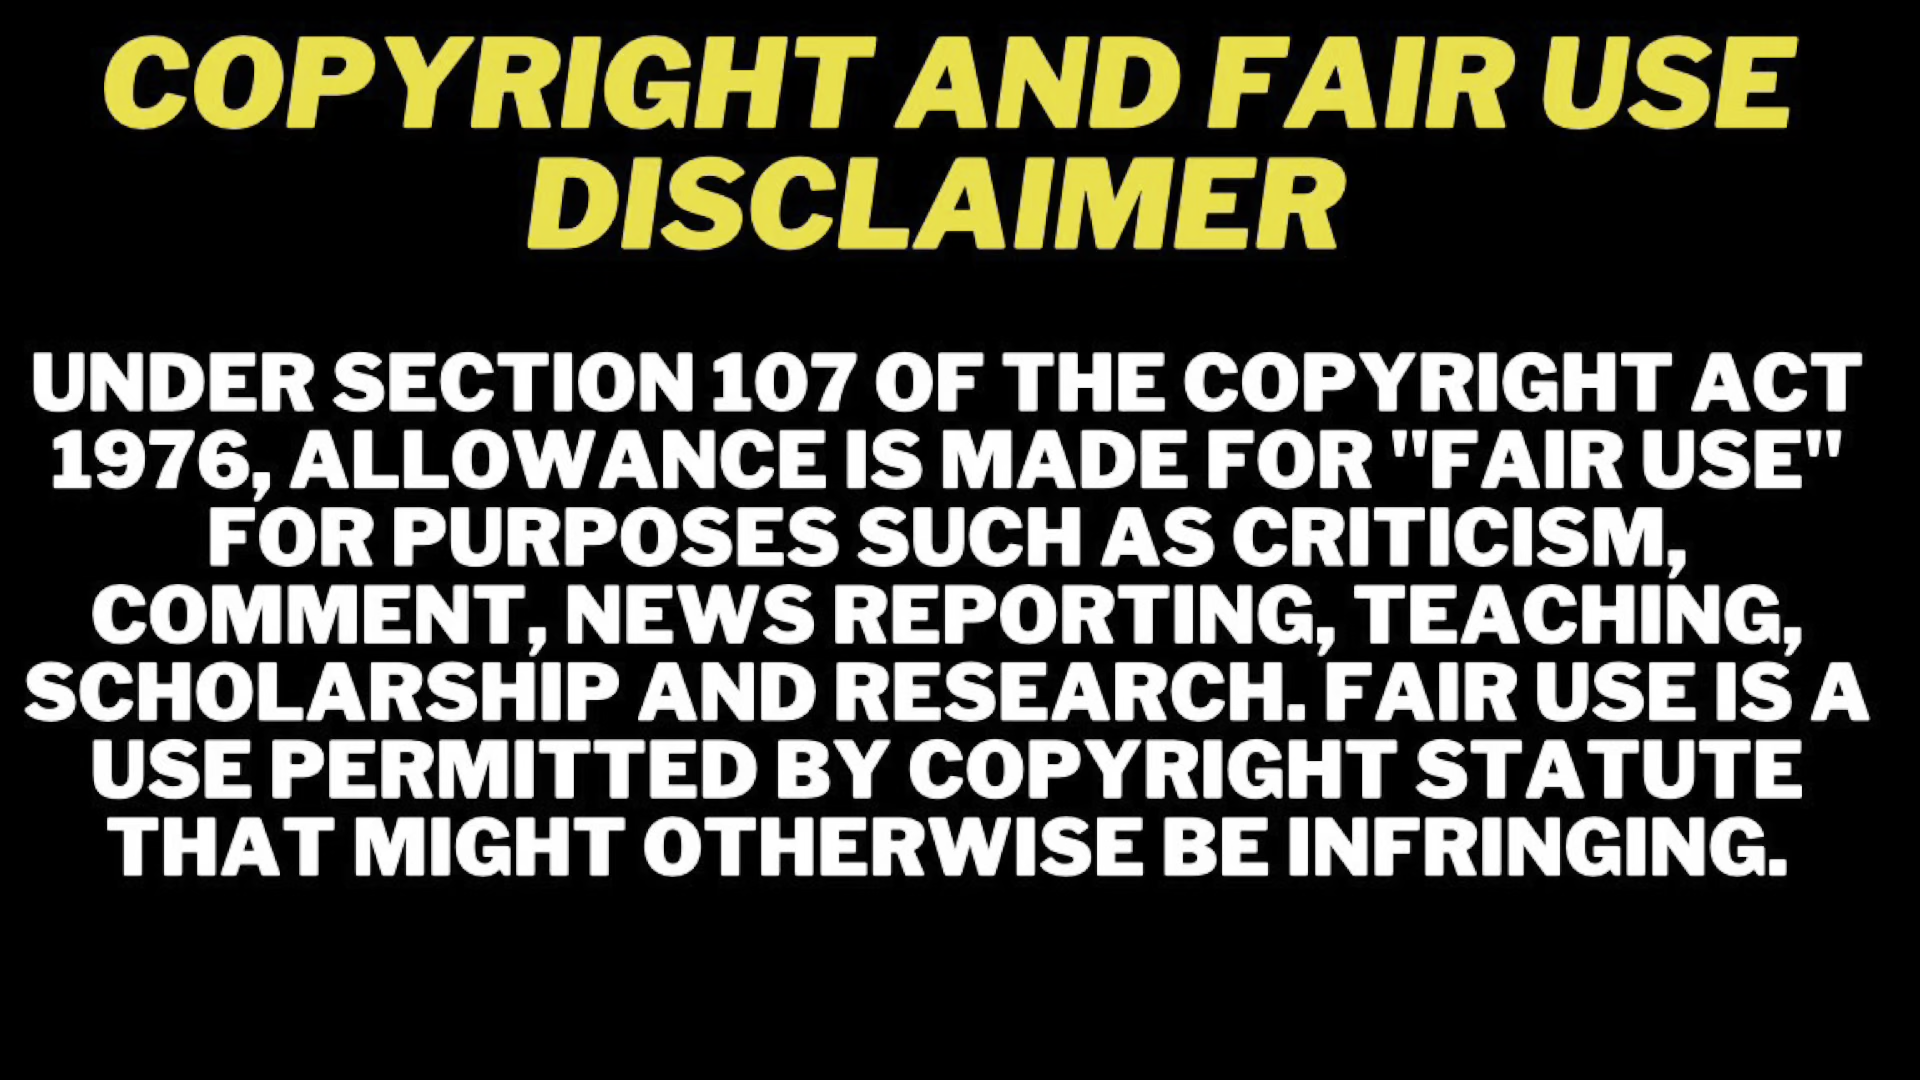 COPYRIGHT AND FAIR USE
DISCLAIMER
UNDER SECTION 107 OF THE COPYRIGHT ACT
1976, ALLOWANCE IS MADE FOR "FAIR USE"
FOR PURPOSES SUCH AS CRITICISM,
COMMENT, NEWS REPORTING, TEACHING,
SCHOLARSHIP AND RESEARCH. FAIR USE IS A
USE PERMITTED BY COPYRIGHT STATUTE
THAT MIGHT OTHERWISE BE INFRINGING.